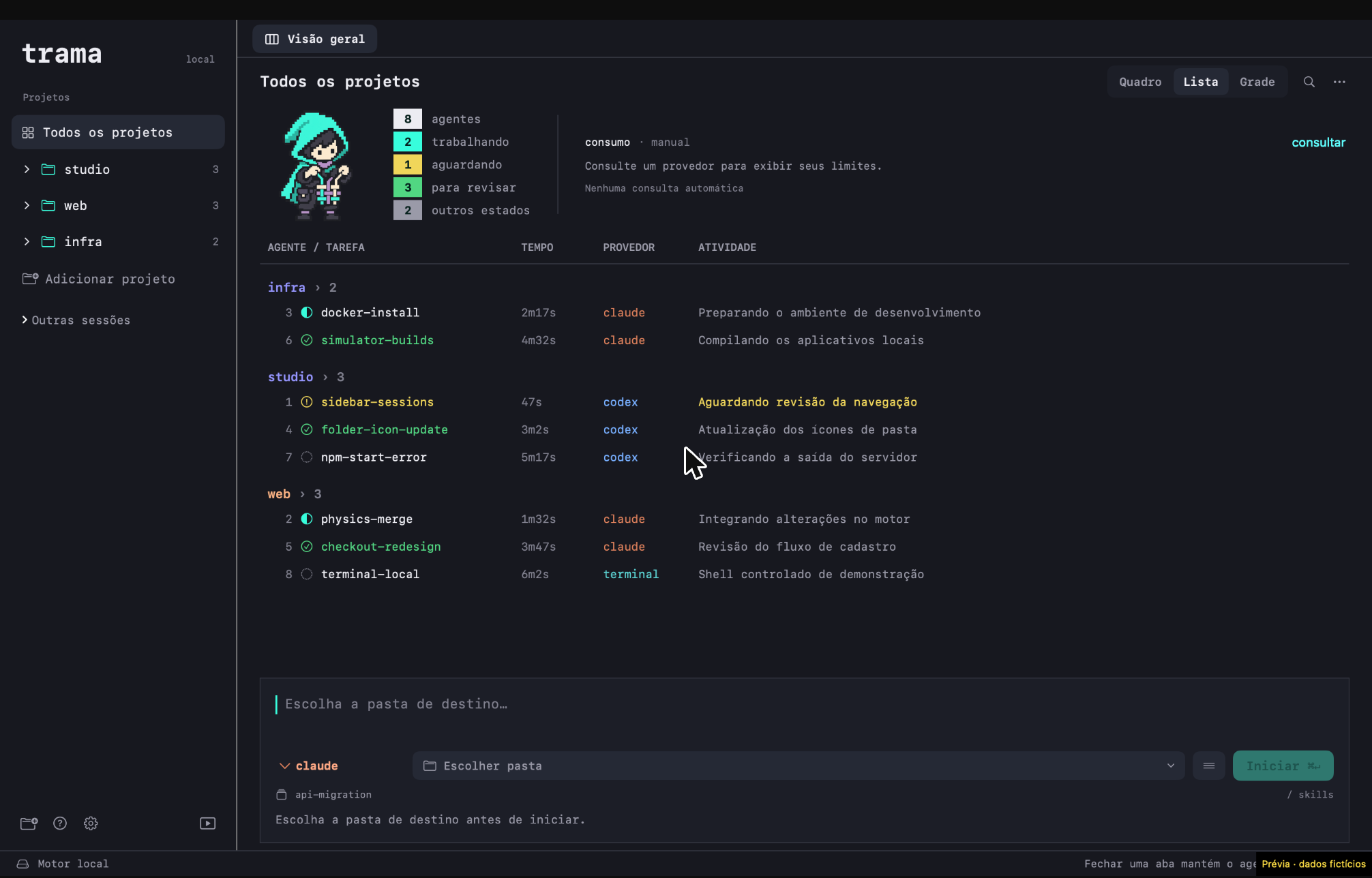 trama
local
Projetos
Todos os projetos
studio 3
web 3
infra 2
Adicionar projeto
Outras sessões
Motor local
Visão geral
Todos os projetos
Quadro Lista Grade
8 agentes
2 trabalhando
1 aguardando
3 para revisar
2 outros estados
consumo · manual
consultar
Consulte um provedor para exibir seus limites.
Nenhuma consulta automática
AGENTE / TAREFA TEMPO PROVEDOR ATIVIDADE
infra › 2
3 docker-install 2m17s claude Preparando o ambiente de desenvolvimento
6 simulator-builds 4m32s claude Compilando os aplicativos locais
studio › 3
1 sidebar-sessions 47s codex Aguardando revisão da navegação
4 folder-icon-update 3m2s codex Atualização dos ícones de pasta
7 npm-start-error 5m17s codex Verificando a saída do servidor
web › 3
2 physics-merge 1m32s claude Integrando alterações no motor
5 checkout-redesign 3m47s claude Revisão do fluxo de cadastro
8 terminal-local 6m2s terminal Shell controlado de demonstração
Escolha a pasta de destino…
claude
Escolher pasta
Iniciar ⌘↵
api-migration
/ skills
Escolha a pasta de destino antes de iniciar.
Fechar uma aba mantém o
Prévia · dados fictícios